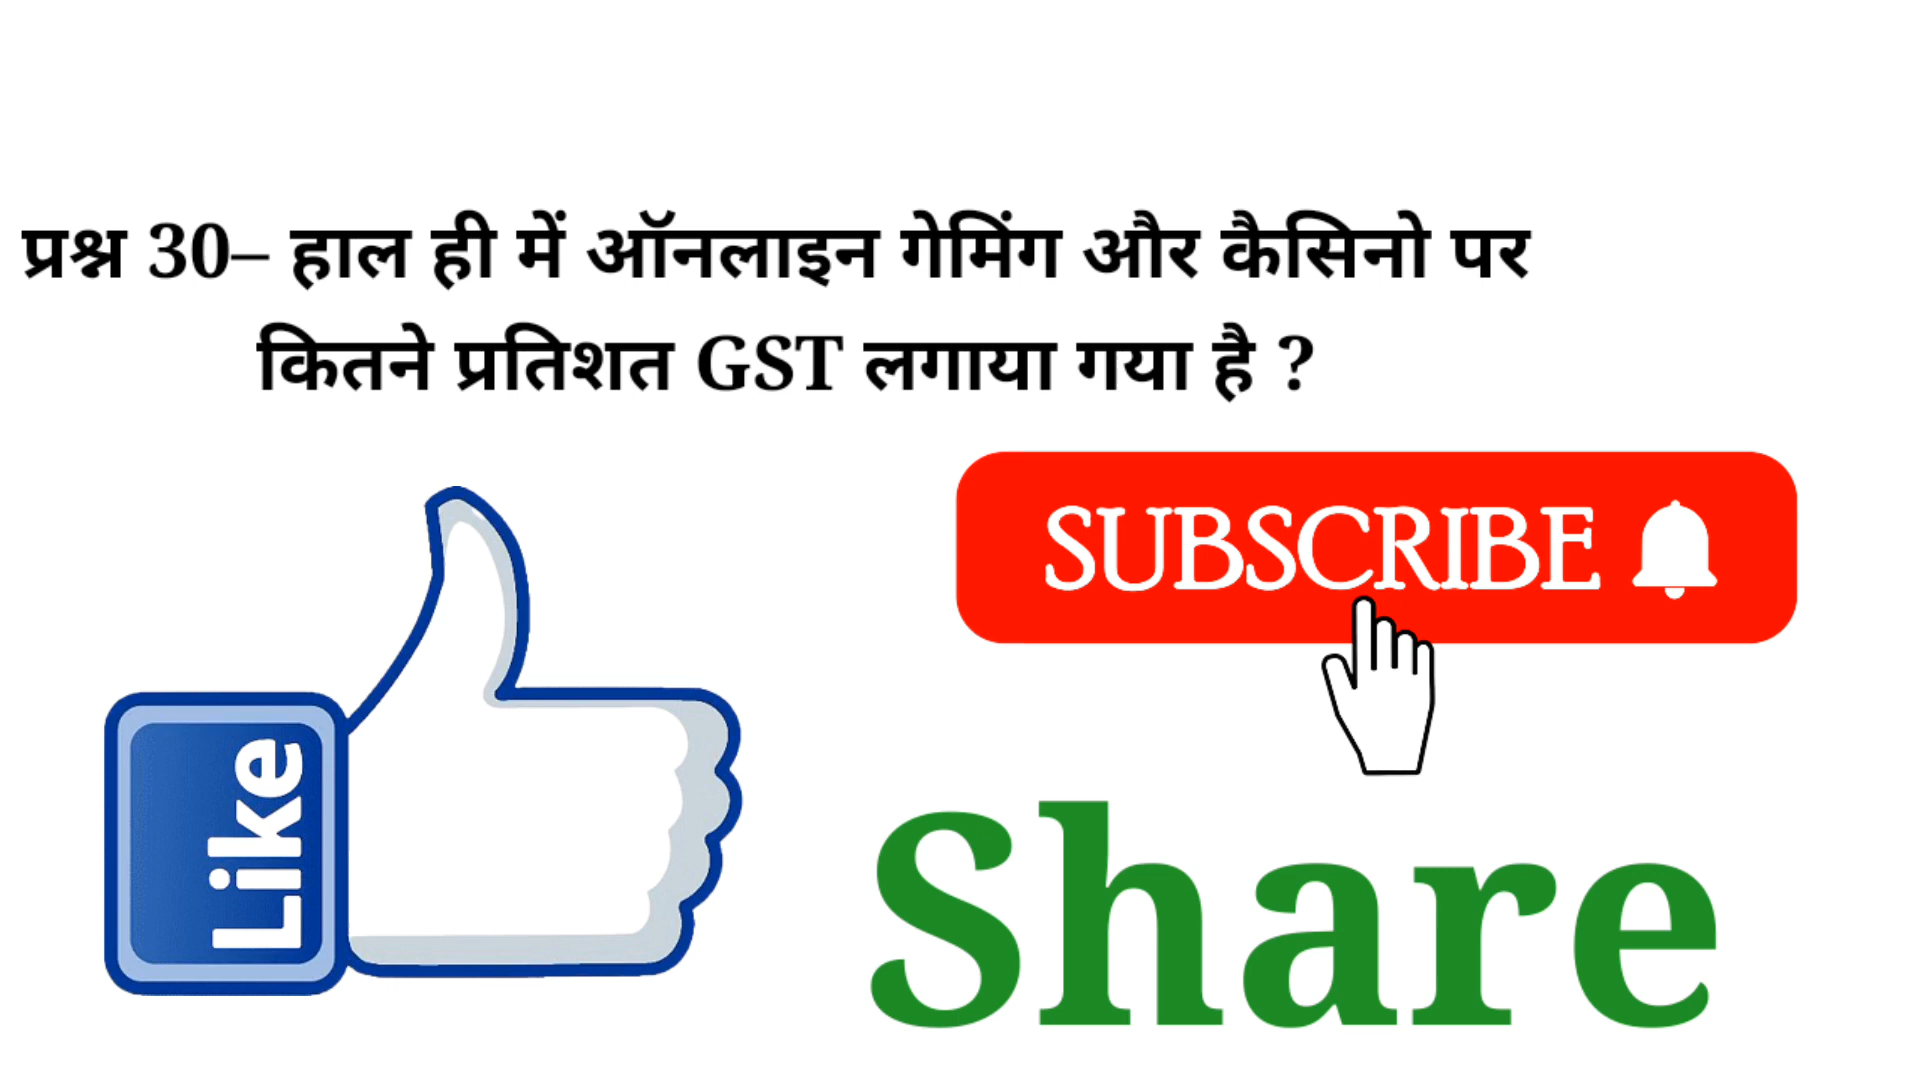 प्रश्न 30– हाल ही में ऑनलाइन गेमिंग और कैसिनो पर
कितने प्रतिशत GST लगाया गया है ?
SUBSCRIBE
Like
Share